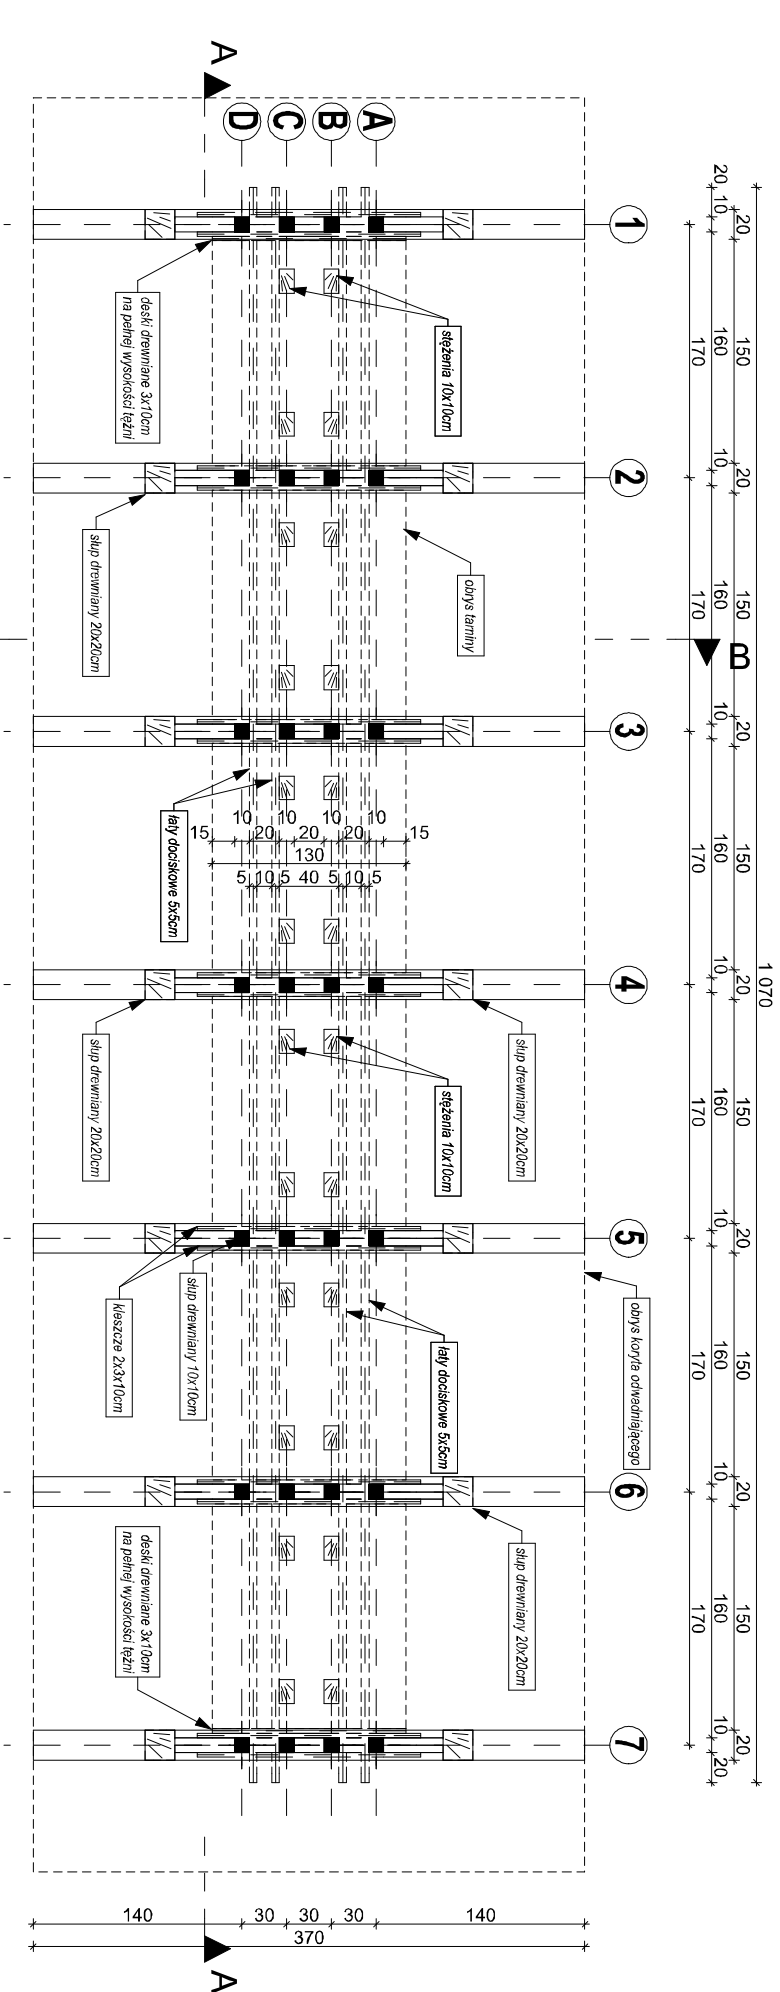 A
D
C
B
A
1
2
3
4
5
6
7
B
A
1 070
20
150
20
150
20
150
20
150
20
150
20
150
20
20
10
160
10
160
10
160
10
160
10
160
10
160
10
20
170
170
170
170
170
170
deski drewniane 3x10cm
na pełnej wysokości tężni
stężenia 10x10cm
słup drewniany 20x20cm
obrys tarniny
łaty dociskowe 5x5cm
15
10
20
10
20
10
20
10
15
130
5
10
5
40
5
10
5
słup drewniany 20x20cm
słup drewniany 20x20cm
stężenia 10x10cm
kleszcze 2x3x10cm
słup drewniany 10x10cm
łaty dociskowe 5x5cm
obrys koryta odwadniającego
słup drewniany 20x20cm
deski drewniane 3x10cm
na pełnej wysokości tężni
140
30
30
30
140
370